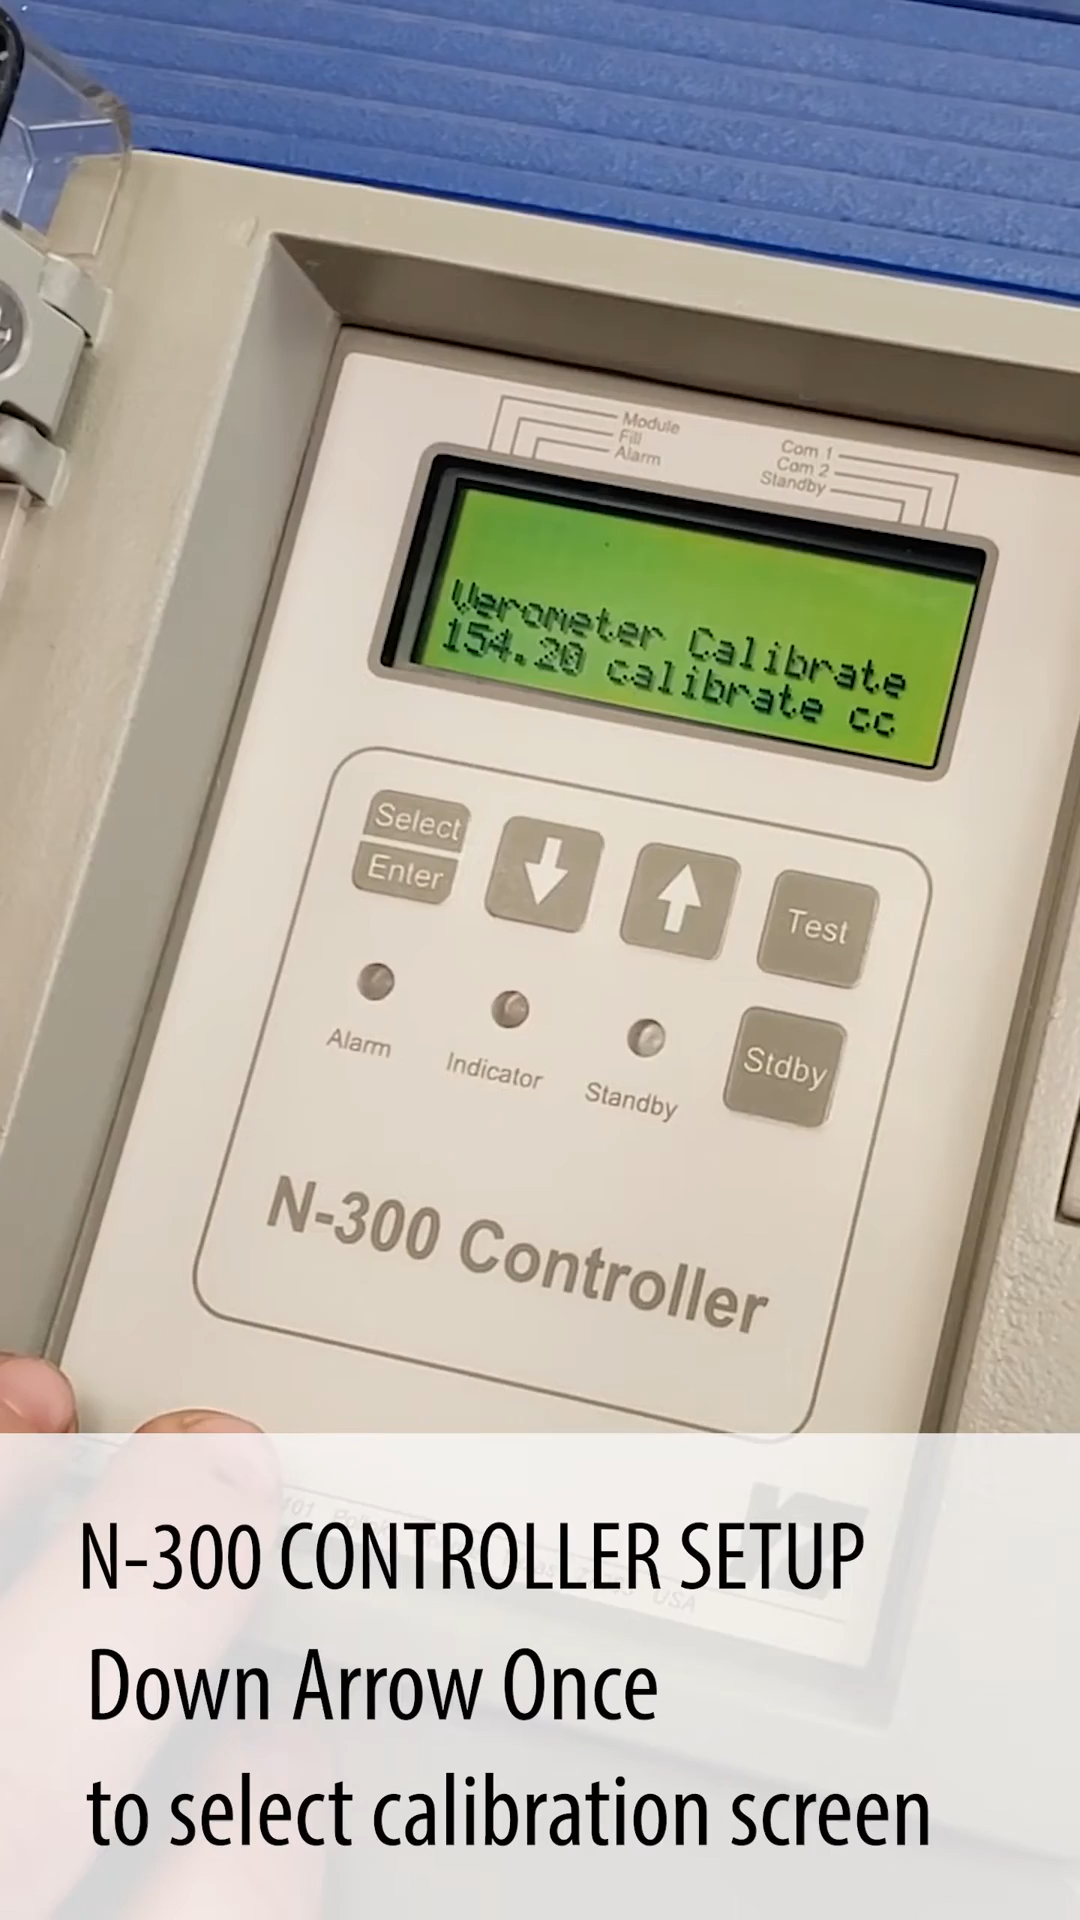 Module
Fill
Alarm
Com 1
Com 2
Standby
Verometer Calibrate
154.20 calibrate cc
Select
Enter
Test
Stdby
Alarm
Indicator
Standby
N-300 Controller
USA
N-300 CONTROLLER SETUP
Down Arrow Once
to select calibration screen